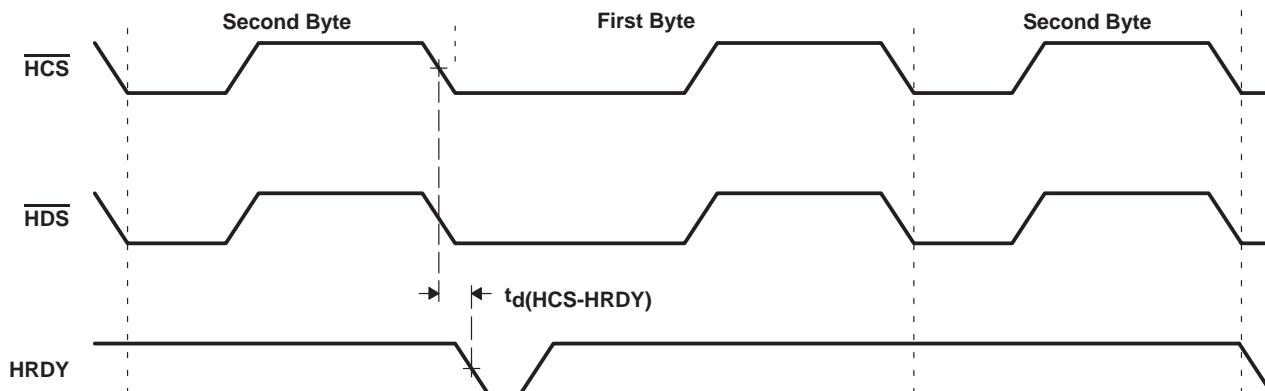 Second Byte
First Byte
Second Byte
HCS
HDS
td(HCS-HRDY)
HRDY